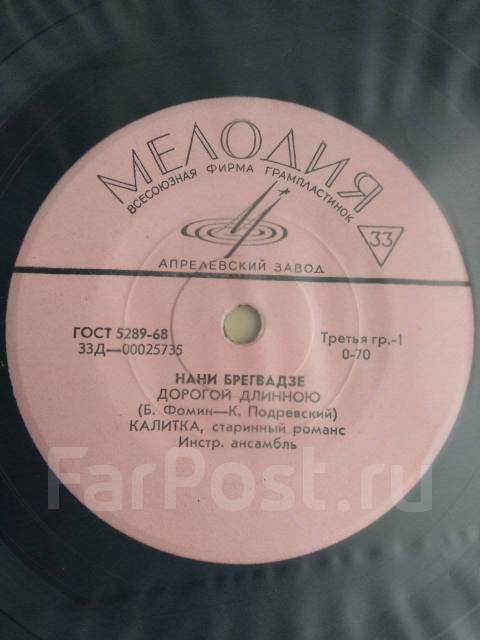 МЕЛОДИЯ
ВСЕСОЮЗНАЯ ФИРМА ГРАМПЛАСТИНОК
33
АПРЕЛЕВСКИЙ ЗАВОД
ГОСТ 5289-68
33Д—00025735
Третья гр.-1
0-70
НАНИ БРЕГВАДЗЕ
ДОРОГОЙ ДЛИННОЮ
(Б. Фомин—К. Подревский)
КАЛИТКА, старинный романс
Инстр. ансамбль
FarPost.ru